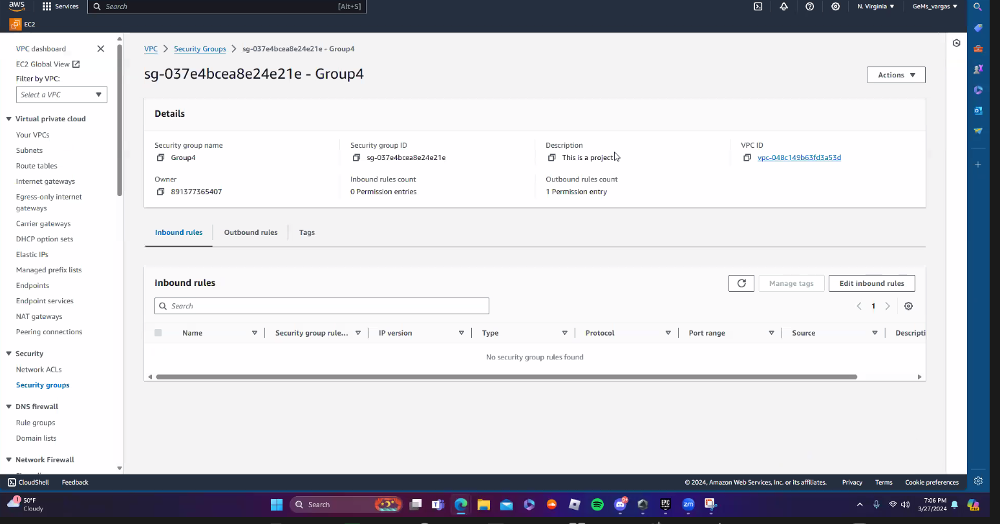 aws
Services
Search
[Alt+S]
N. Virginia
GeMs_vargas
EC2
VPC dashboard
EC2 Global View
Filter by VPC:
Select a VPC
Virtual private cloud
Your VPCs
Subnets
Route tables
Internet gateways
Egress-only internet
gateways
Carrier gateways
DHCP option sets
Elastic IPs
Managed prefix lists
Endpoints
Endpoint services
NAT gateways
Peering connections
Security
Network ACLs
Security groups
DNS firewall
Rule groups
Domain lists
Network Firewall
VPC > Security Groups > sg-037e4bcea8e24e21e - Group4
sg-037e4bcea8e24e21e - Group4
Actions
Details
Security group name
Group4
Security group ID
sg-037e4bcea8e24e21e
Description
This is a project
VPC ID
vpc-048c149b63fd3a53d
Owner
891377365407
Inbound rules count
0 Permission entries
Outbound rules count
1 Permission entry
Inbound rules
Outbound rules
Tags
Inbound rules
Manage tags
Edit inbound rules
Search
1
Name
Security group rule...
IP version
Type
Protocol
Port range
Source
Descripti
No security group rules found
CloudShell
Feedback
© 2024, Amazon Web Services, Inc. or its affiliates.
Privacy
Terms
Cookie preferences
1
50°F
Cloudy
Search
9+
EPIC
GAMES
zm
7:06 PM
3/27/2024
PRE